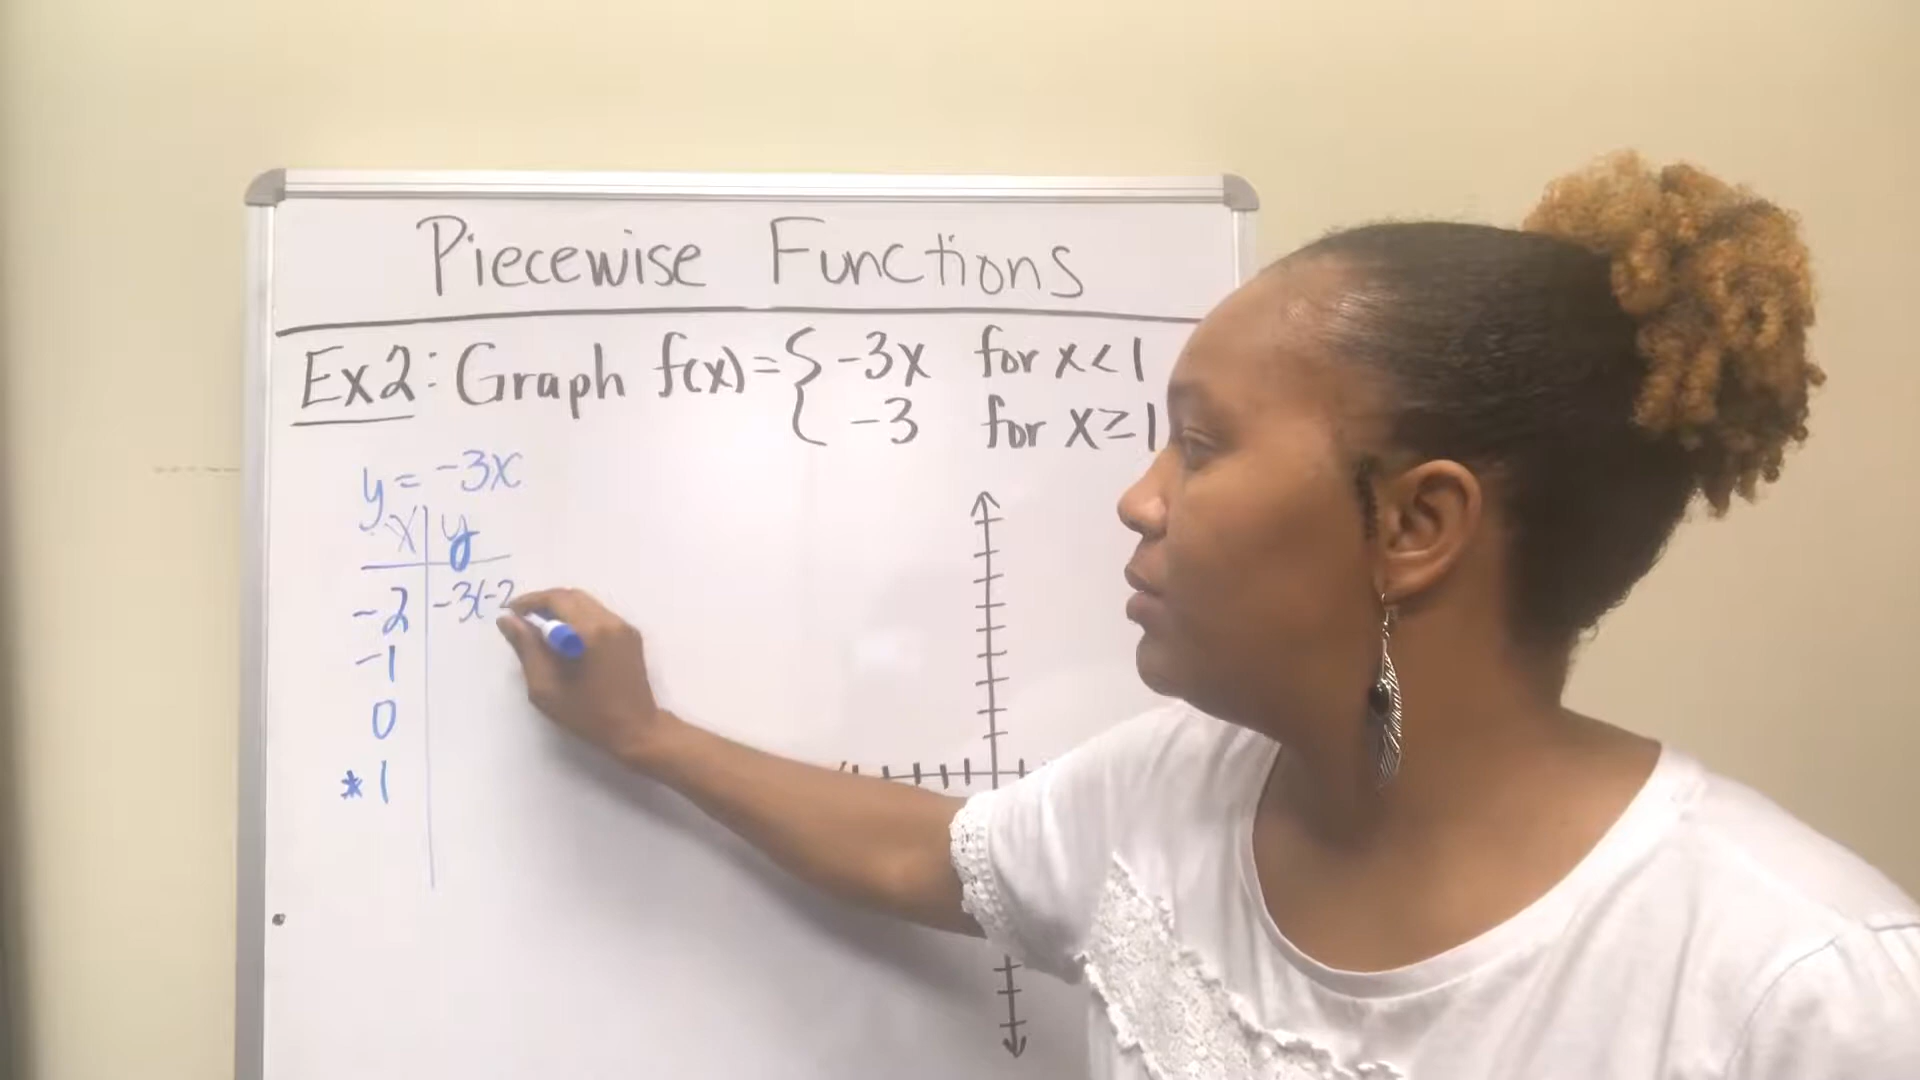 Piecewise Functions
Ex2: Graph f(x) = { -3x for x < 1
-3 for x ≥ 1
y = -3x
x y
-2 -3(-2
-1
0
* 1